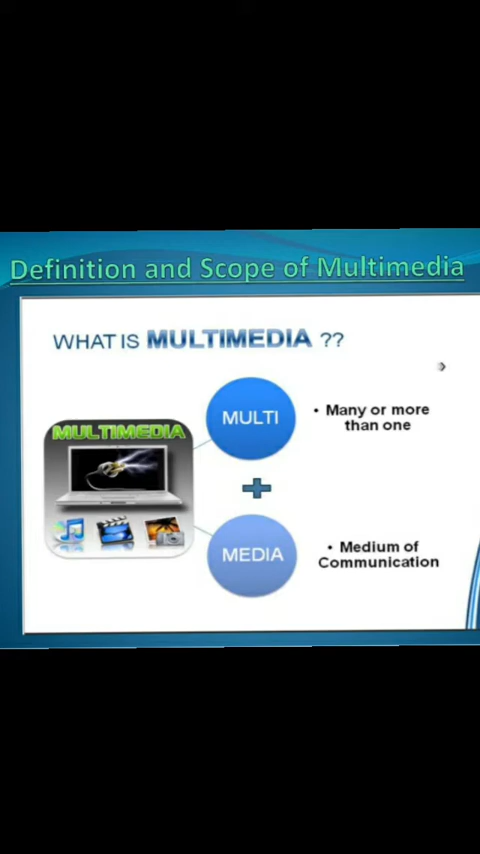 Definition and Scope of Multimedia
WHAT IS MULTIMEDIA ??
MULTIMEDIA
MULTI
• Many or more
than one
MEDIA
• Medium of
Communication